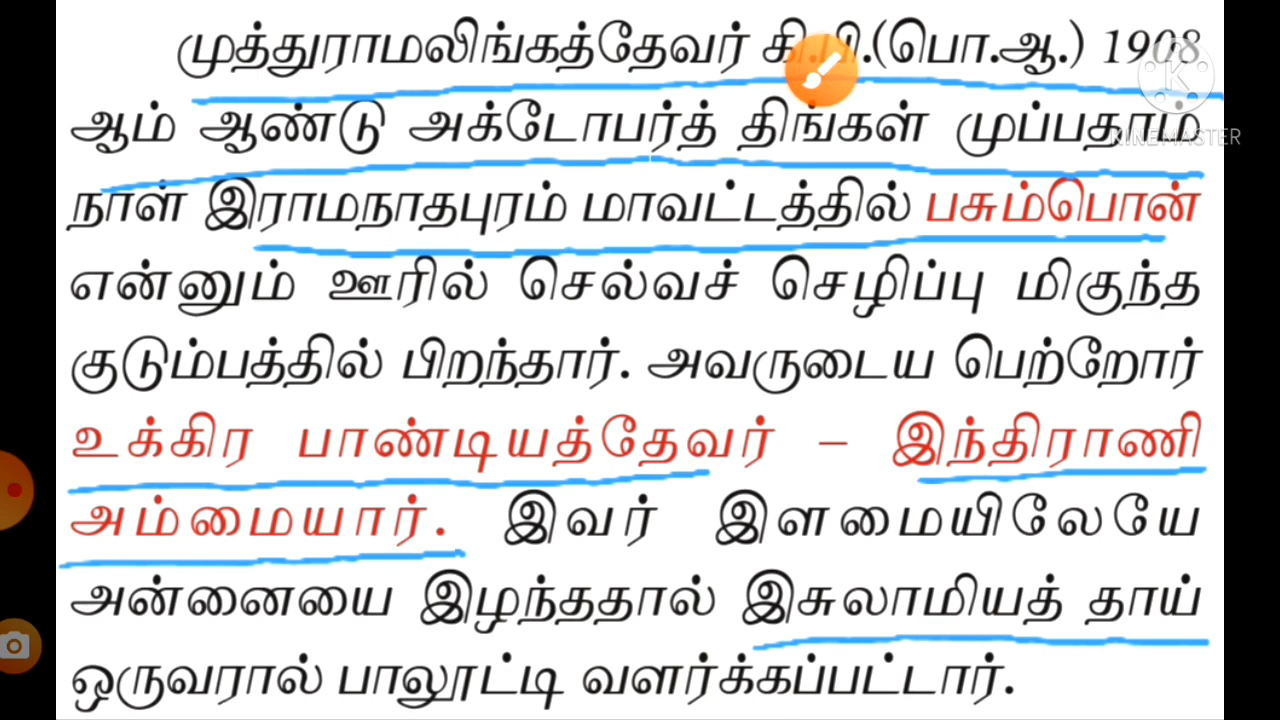 முத்துராமலிங்கத்தேவர் கி.பி.(பொ.ஆ.) 1908
ஆம் ஆண்டு அக்டோபர்த் திங்கள் முப்பதாம்
நாள் இராமநாதபுரம் மாவட்டத்தில் பசும்பொன்
என்னும் ஊரில் செல்வச் செழிப்பு மிகுந்த
குடும்பத்தில் பிறந்தார். அவருடைய பெற்றோர்
உக்கிர பாண்டியத்தேவர் – இந்திராணி
அம்மையார். இவர் இளமையிலேயே
அன்னையை இழந்ததால் இசுலாமியத் தாய்
ஒருவரால் பாலூட்டி வளர்க்கப்பட்டார்.
K
KINEMASTER